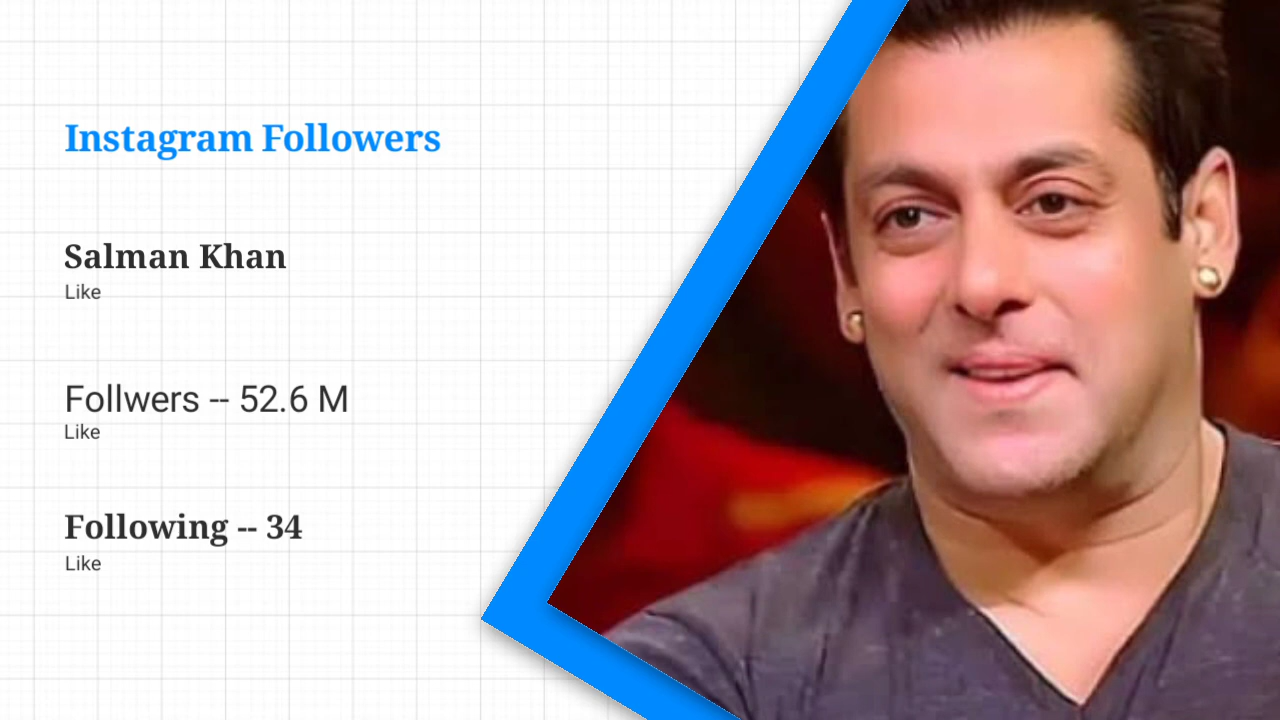 Instagram Followers
Salman Khan
Like
Follwers -- 52.6 M
Like
Following -- 34
Like